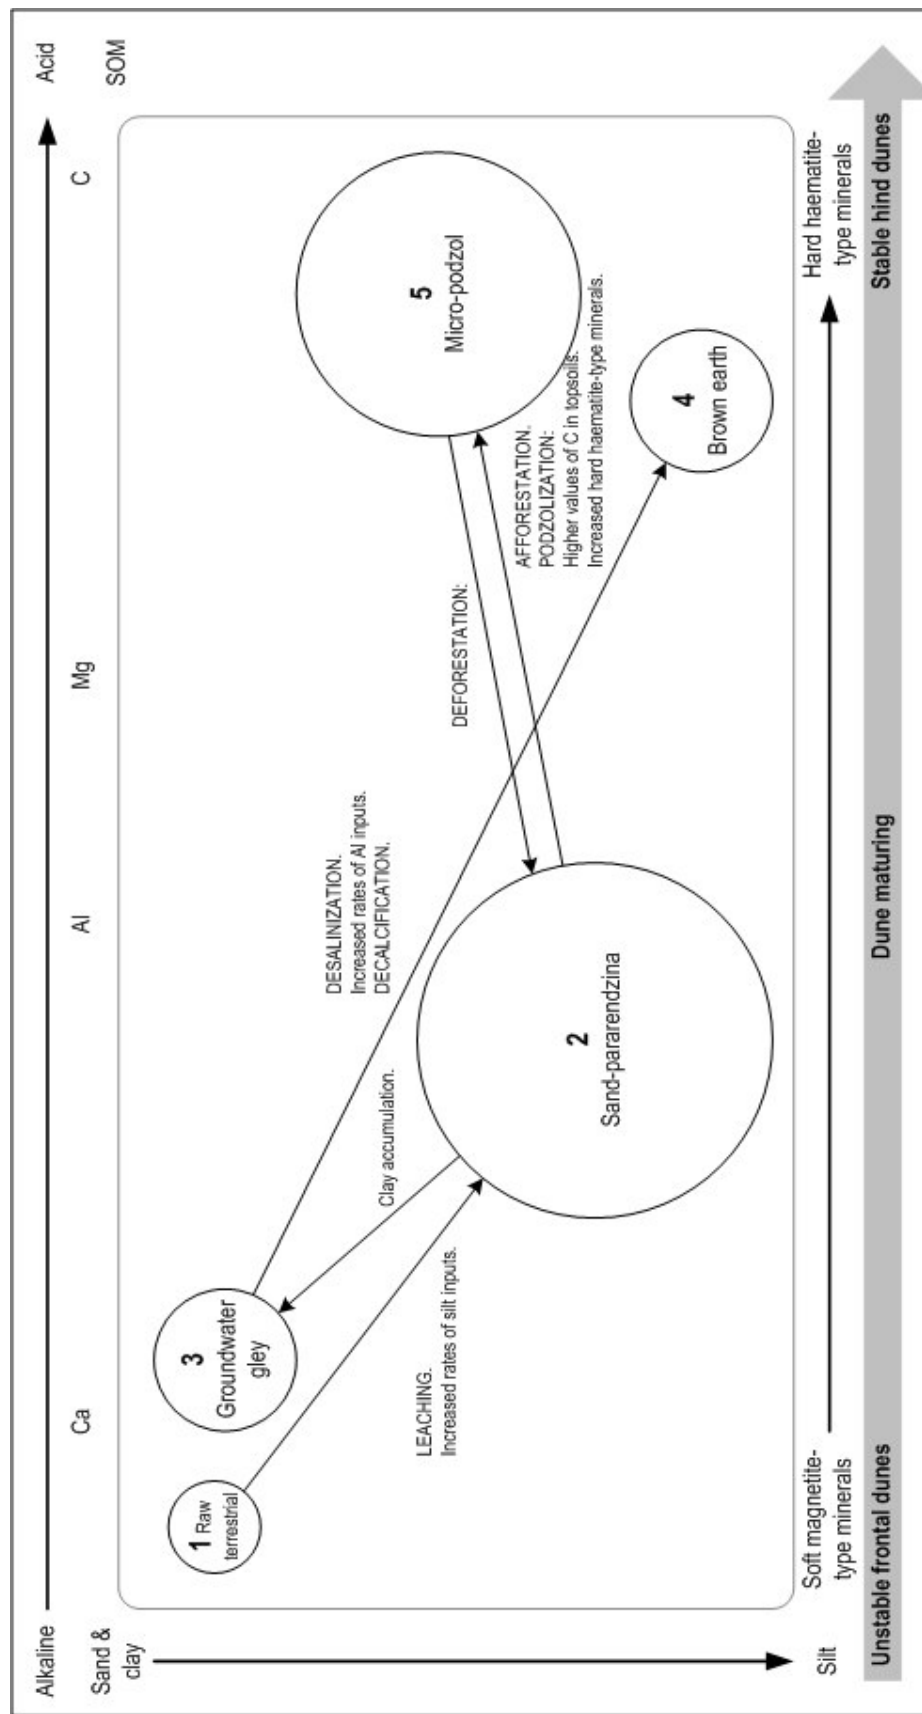 Alkaline
Acid
Ca
Al
Mg
C
SOM
Sand &
clay
Silt
1 Raw
terrestrial
3
Groundwater
gley
2
Sand-pararendzina
5
Micro-podzol
4
Brown earth
LEACHING.
Increased rates of silt inputs.
Clay accumulation.
DESALINIZATION.
Increased rates of Al inputs.
DECALCIFICATION.
DEFORESTATION:
AFFORESTATION.
PODZOLIZATION:
Higher values of C in topsoils.
Increased hard haematite-type minerals.
Soft magnetite-
type minerals
Hard haematite-
type minerals
Unstable frontal dunes
Dune maturing
Stable hind dunes